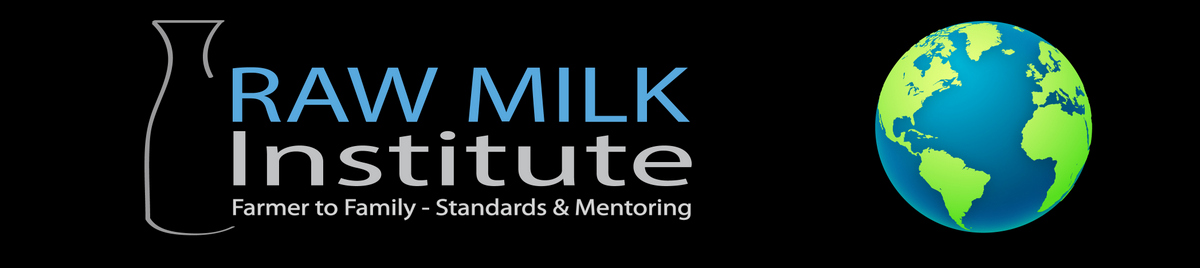 RAW MILK
Institute
Farmer to Family - Standards & Mentoring